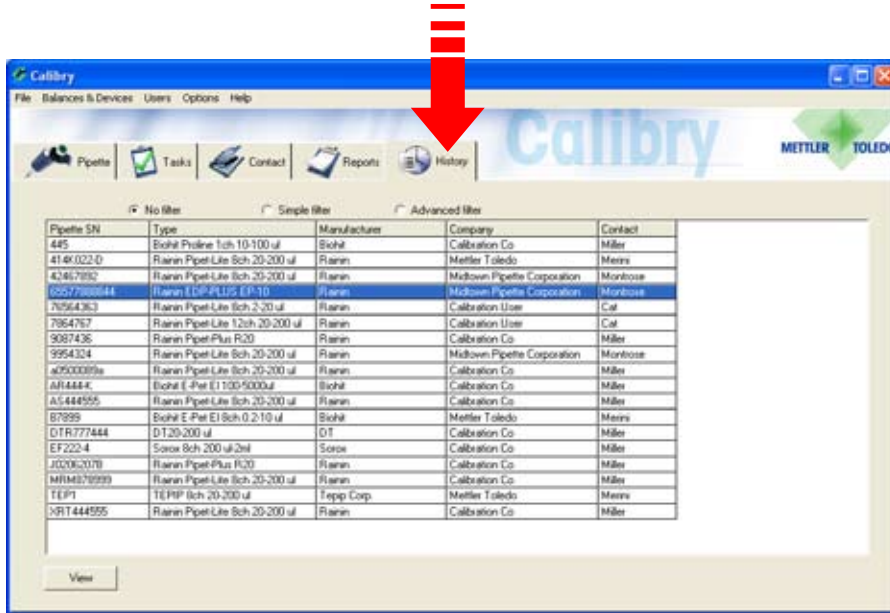 Calibry
File Balances & Devices Users Options Help
Calibry
METTLER TOLEDO
Pipette Tasks Contact Reports History
No filter Simple filter Advanced filter
Pipette SN Type Manufacturer Company Contact
445 Biohit Proline 1ch 10-100 ul Biohit Calibration Co Miller
414K022-D Rainin Pipet-Lite 8ch 20-200 ul Rainin Mettler Toledo Merini
42467892 Rainin Pipet-Lite 8ch 20-200 ul Rainin Midtown Pipette Corporation Montrose
65577888844 Rainin EDP-PLUS EP-10 Rainin Midtown Pipette Corporation Montrose
76564363 Rainin Pipet-Lite 8ch 2-20 ul Rainin Calibration User Cat
7864767 Rainin Pipet-Lite 12ch 20-200 ul Rainin Calibration User Cat
9087436 Rainin Pipet-Plus R20 Rainin Calibration Co Miller
9954324 Rainin Pipet-Lite 8ch 20-200 ul Rainin Midtown Pipette Corporation Montrose
a0500089a Rainin Pipet-Lite 8ch 20-200 ul Rainin Calibration Co Miller
AR444-K Biohit E-Pet EI 100-5000ul Biohit Calibration Co Miller
AS444555 Rainin Pipet-Lite 8ch 20-200 ul Rainin Calibration Co Miller
87899 Biohit E-Pet EI 8ch 0.2-10 ul Biohit Mettler Toledo Merini
DTR777444 DT20-200 ul DT Calibration Co Miller
EF222-4 Sorox 8ch 200 ul-2ml Sorox Calibration Co Miller
J0206207B Rainin Pipet-Plus R20 Rainin Calibration Co Miller
MRM878999 Rainin Pipet-Lite 8ch 20-200 ul Rainin Calibration Co Miller
TEP1 TEPIP 8ch 20-200 ul Tepip Corp. Mettler Toledo Merini
XRT444555 Rainin Pipet-Lite 8ch 20-200 ul Rainin Calibration Co Miller
View